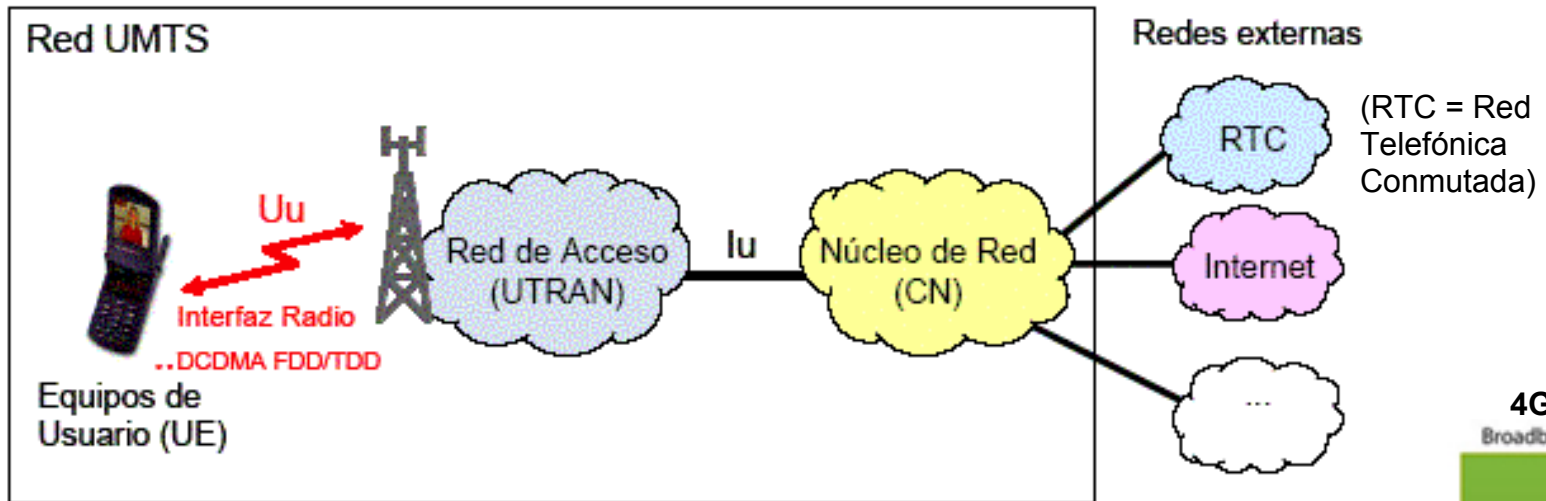 Red UMTS
Redes externas
RTC
(RTC = Red
Telefónica
Conmutada)
Uu
Red de Acceso
(UTRAN)
Iu
Núcleo de Red
(CN)
Internet
Interfaz Radio
..DCDMA FDD/TDD
Equipos de
Usuario (UE)
...
4G
Broadb